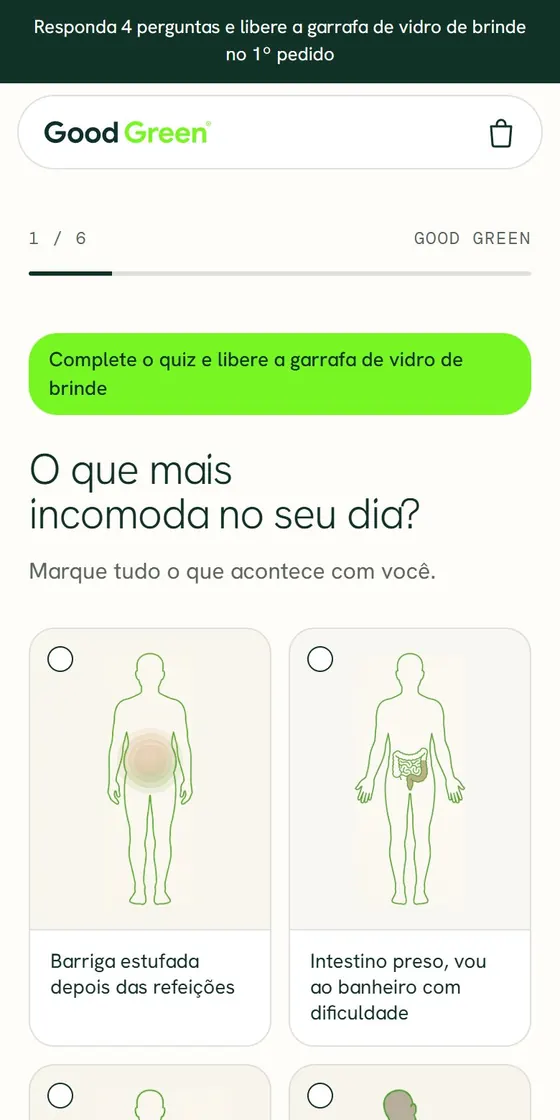 Responda 4 perguntas e libere a garrafa de vidro de brinde
no 1º pedido
Good Green®
1 / 6
GOOD GREEN
Complete o quiz e libere a garrafa de vidro de
brinde
O que mais
incomoda no seu dia?
Marque tudo o que acontece com você.
Barriga estufada
depois das refeições
Intestino preso, vou
ao banheiro com
dificuldade